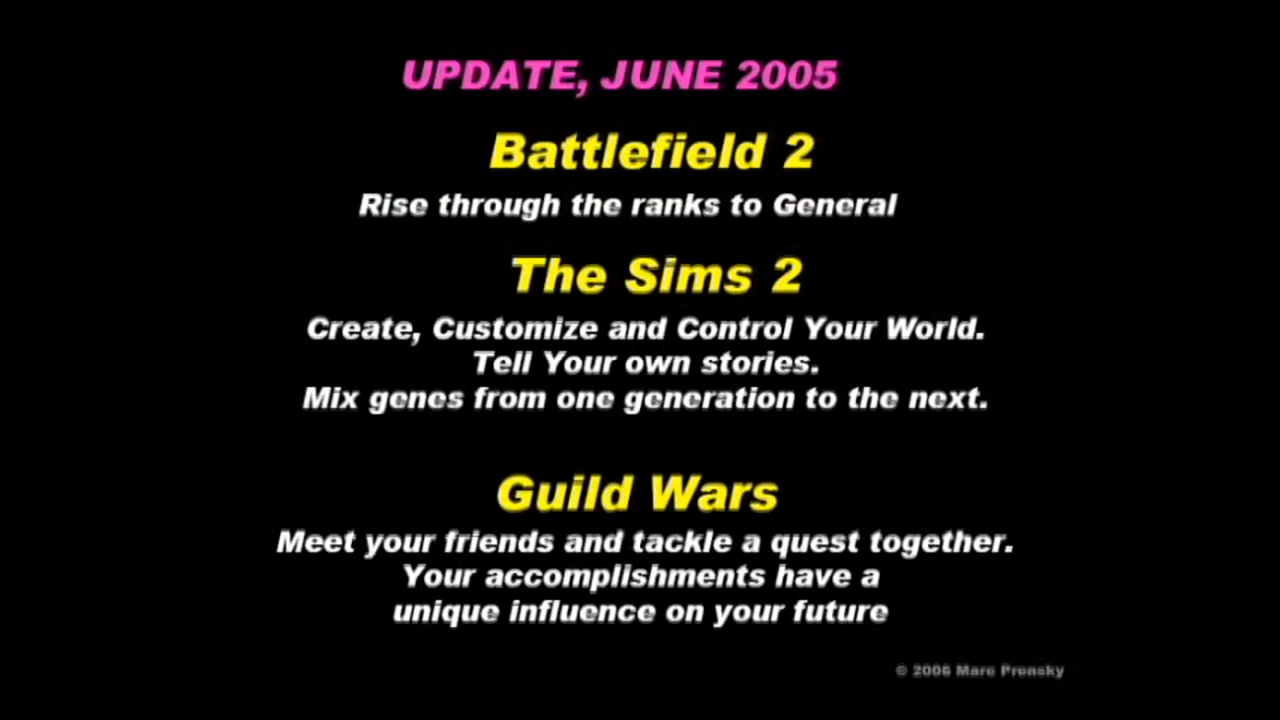 UPDATE, JUNE 2005
Battlefield 2
Rise through the ranks to General
The Sims 2
Create, Customize and Control Your World.
Tell Your own stories.
Mix genes from one generation to the next.
Guild Wars
Meet your friends and tackle a quest together.
Your accomplishments have a
unique influence on your future
© 2006 Marc Prensky